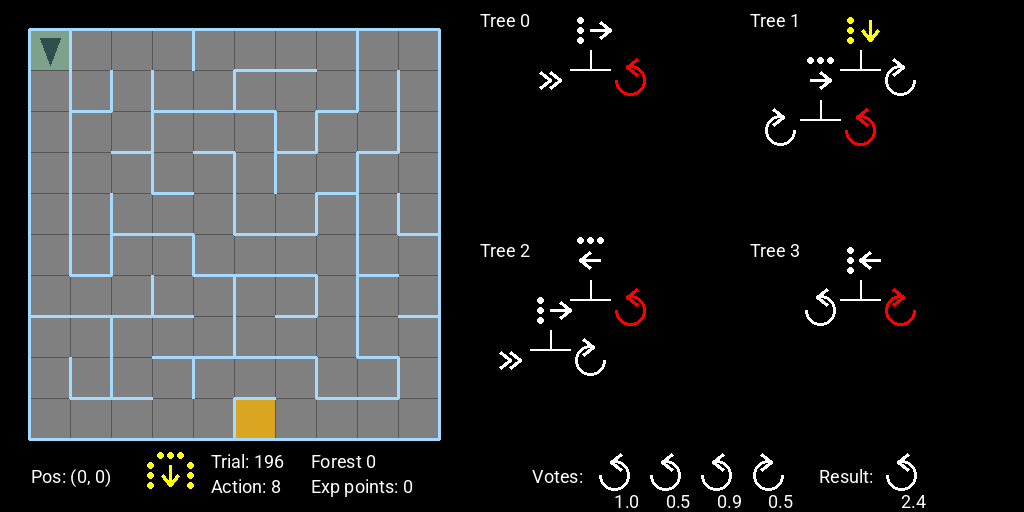 Tree 0
Tree 1
Tree 2
Tree 3
Pos: (0, 0)
Trial: 196
Action: 8
Forest 0
Exp points: 0
Votes:
1.0
0.5
0.9
0.5
Result:
2.4